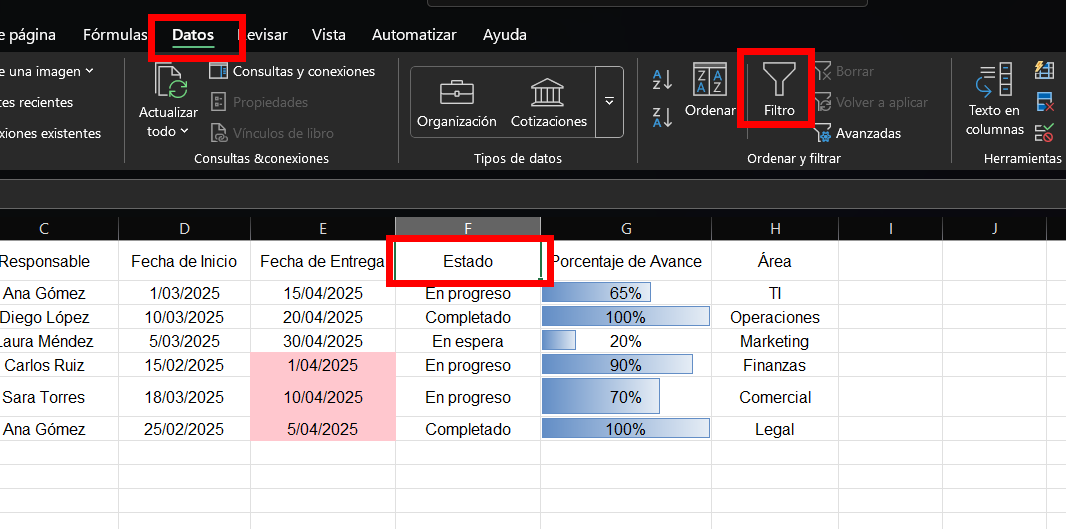 e página Fórmulas Datos Revisar Vista Automatizar Ayuda
e una imagen
tes recientes
xiones existentes
Actualizar
todo
Consultas y conexiones
Propiedades
Vínculos de libro
Consultas &conexiones
Organización Cotizaciones
Tipos de datos
Ordenar
Filtro
Borrar
Volver a aplicar
Avanzadas
Ordenar y filtrar
Texto en
columnas
Herramientas
C D E F G H I J
Responsable Fecha de Inicio Fecha de Entrega Estado Porcentaje de Avance Área
Ana Gómez 1/03/2025 15/04/2025 En progreso 65% TI
Diego López 10/03/2025 20/04/2025 Completado 100% Operaciones
Laura Méndez 5/03/2025 30/04/2025 En espera 20% Marketing
Carlos Ruiz 15/02/2025 1/04/2025 En progreso 90% Finanzas
Sara Torres 18/03/2025 10/04/2025 En progreso 70% Comercial
Ana Gómez 25/02/2025 5/04/2025 Completado 100% Legal